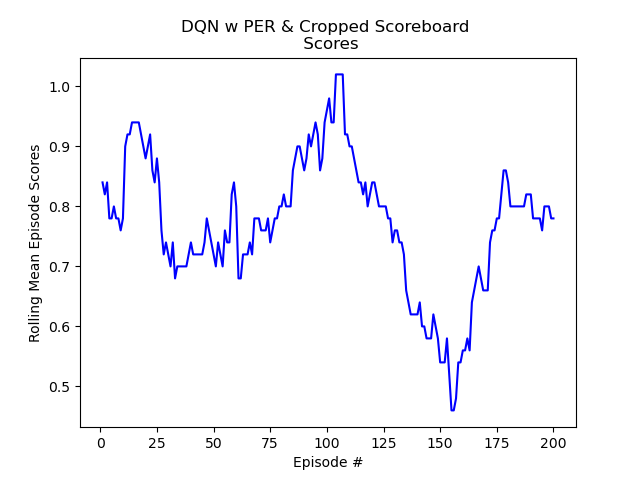 DQN w PER & Cropped Scoreboard
Scores
Rolling Mean Episode Scores
1.0
0.9
0.8
0.7
0.6
0.5
0 25 50 75 100 125 150 175 200
Episode #